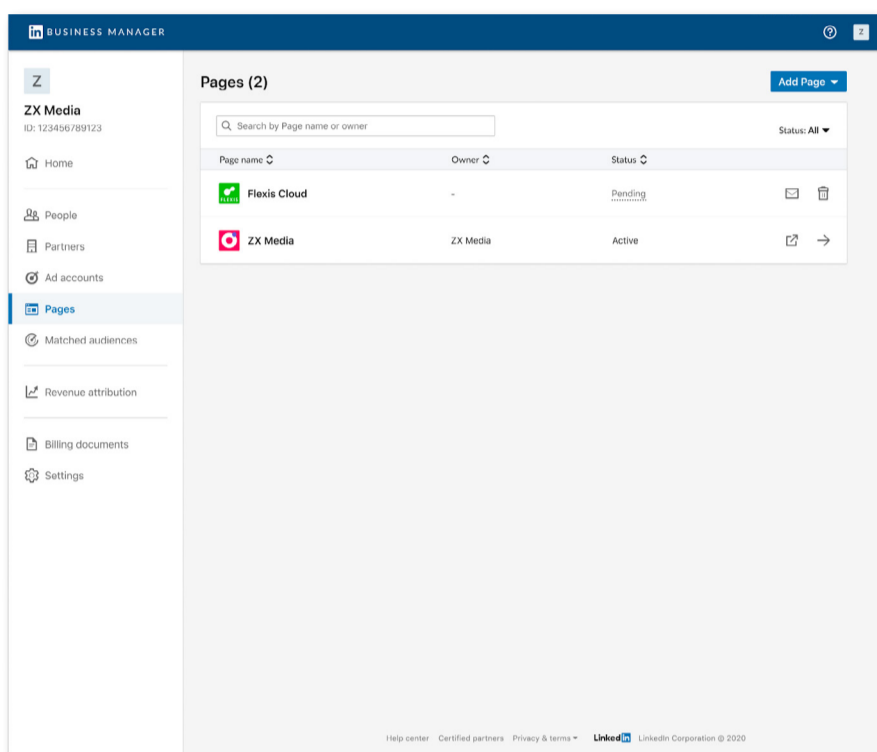 in BUSINESS MANAGER
Z
Z
ZX Media
ID: 123456789123
Home
People
Partners
Ad accounts
Pages
Matched audiences
Revenue attribution
Billing documents
Settings
Pages (2)
Add Page
Search by Page name or owner
Status: All
Page name Owner Status
FLEXIS Flexis Cloud - Pending
ZX Media ZX Media Active
Help center Certified partners Privacy & terms LinkedIn LinkedIn Corporation © 2020